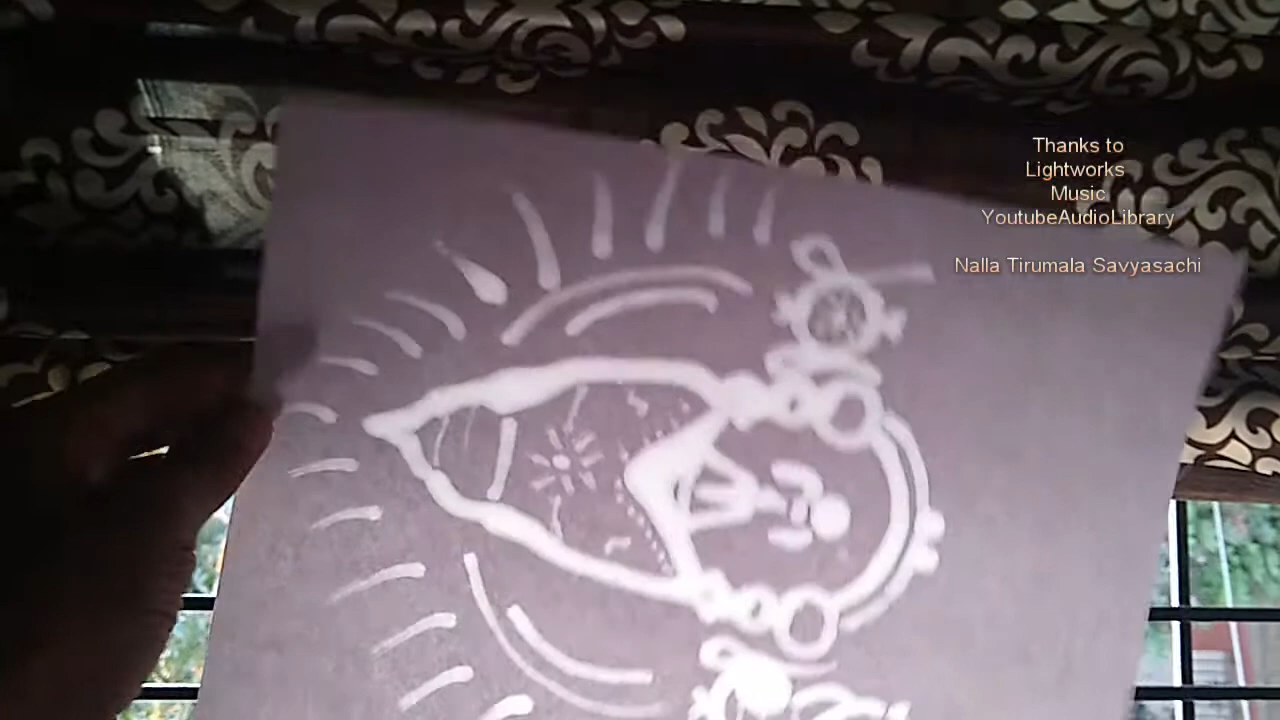 Thanks to
Lightworks
Music
YoutubeAudioLibrary
Nalla Tirumala Savyasachi